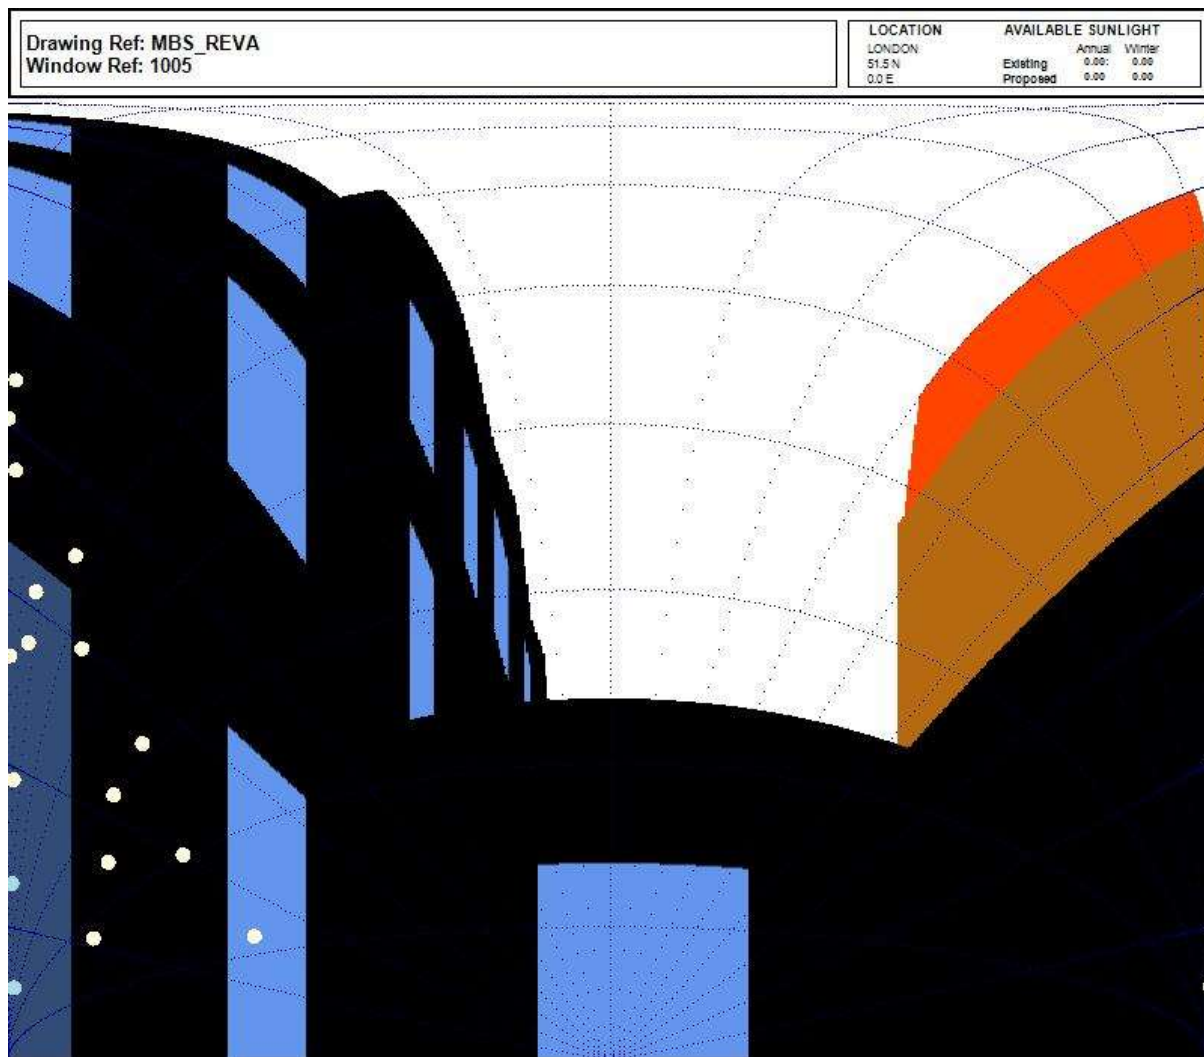 Drawing Ref: MBS_REVA
Window Ref: 1005
LOCATION
LONDON
51.5 N
0.0 E
AVAILABLE SUNLIGHT
Annual Winter
Existing 0.00: 0.00
Proposed 0.00 0.00